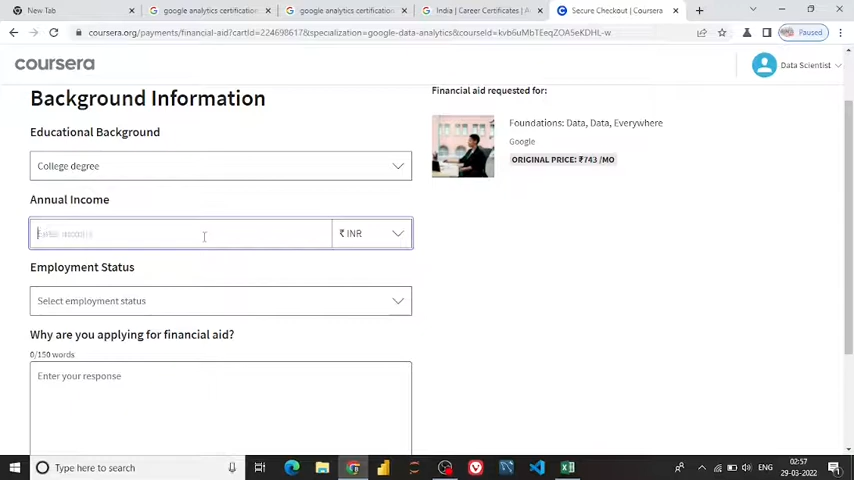 New Tab
google analytics certification
google analytics certification
India | Career Certificates | A
Secure Checkout | Coursera
coursera.org/payments/financial-aid?cartId=224698617&specialization=google-data-analytics&courseId=kvb6uMbTEeqZOA5eKDHL-w
Paused
coursera
Data Scientist
Background Information
Educational Background
College degree
Annual Income
₹ INR
Employment Status
Select employment status
Why are you applying for financial aid?
0/150 words
Enter your response
Financial aid requested for:
Foundations: Data, Data, Everywhere
Google
ORIGINAL PRICE: ₹743 /MO
Type here to search
ENG
02:57
29-03-2022